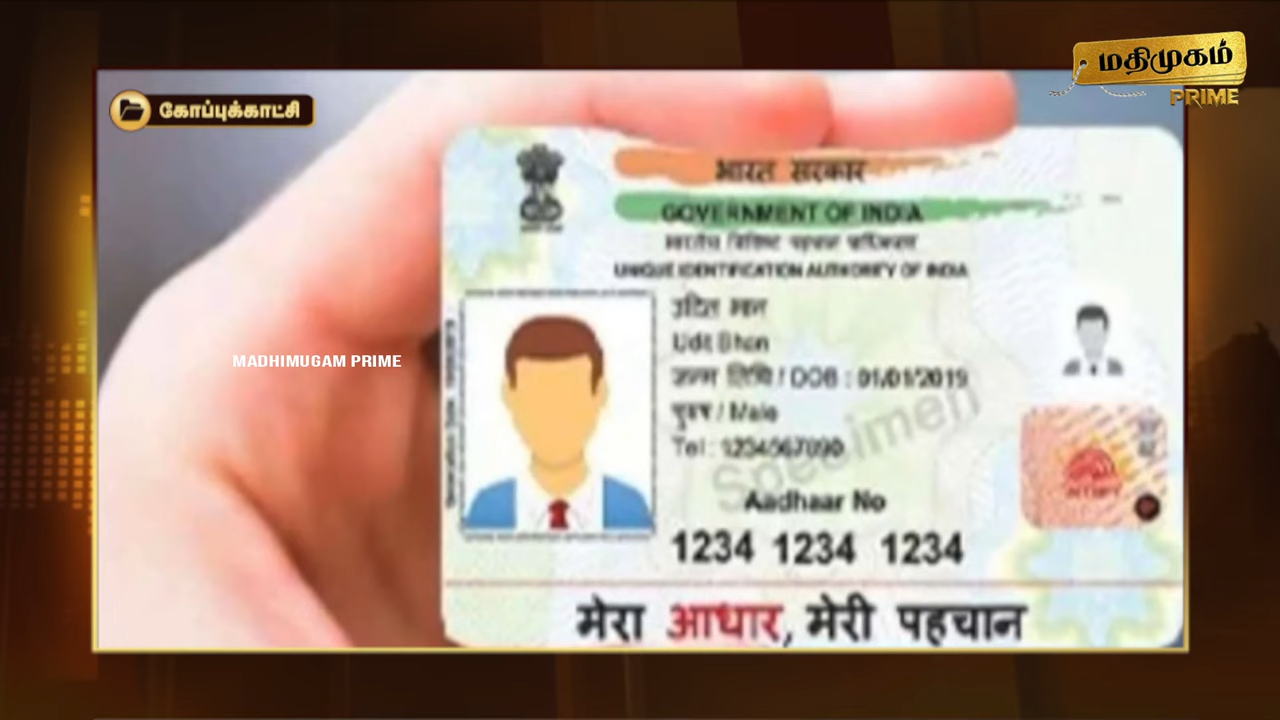 மதிமுகம்
PRIME
கோப்புக்காட்சி
भारत सरकार
GOVERNMENT OF INDIA
भारतीय विशिष्ट पहचान प्राधिकरण
UNIQUE IDENTIFICATION AUTHORITY OF INDIA
उदित भान
Udit Bhan
जन्म तिथि / DOB : 01/01/2019
पुरुष / Male
Tel : 1234567890
Specimen
Aadhaar No
1234 1234 1234
मेरा आधार, मेरी पहचान
MADHIMUGAM PRIME